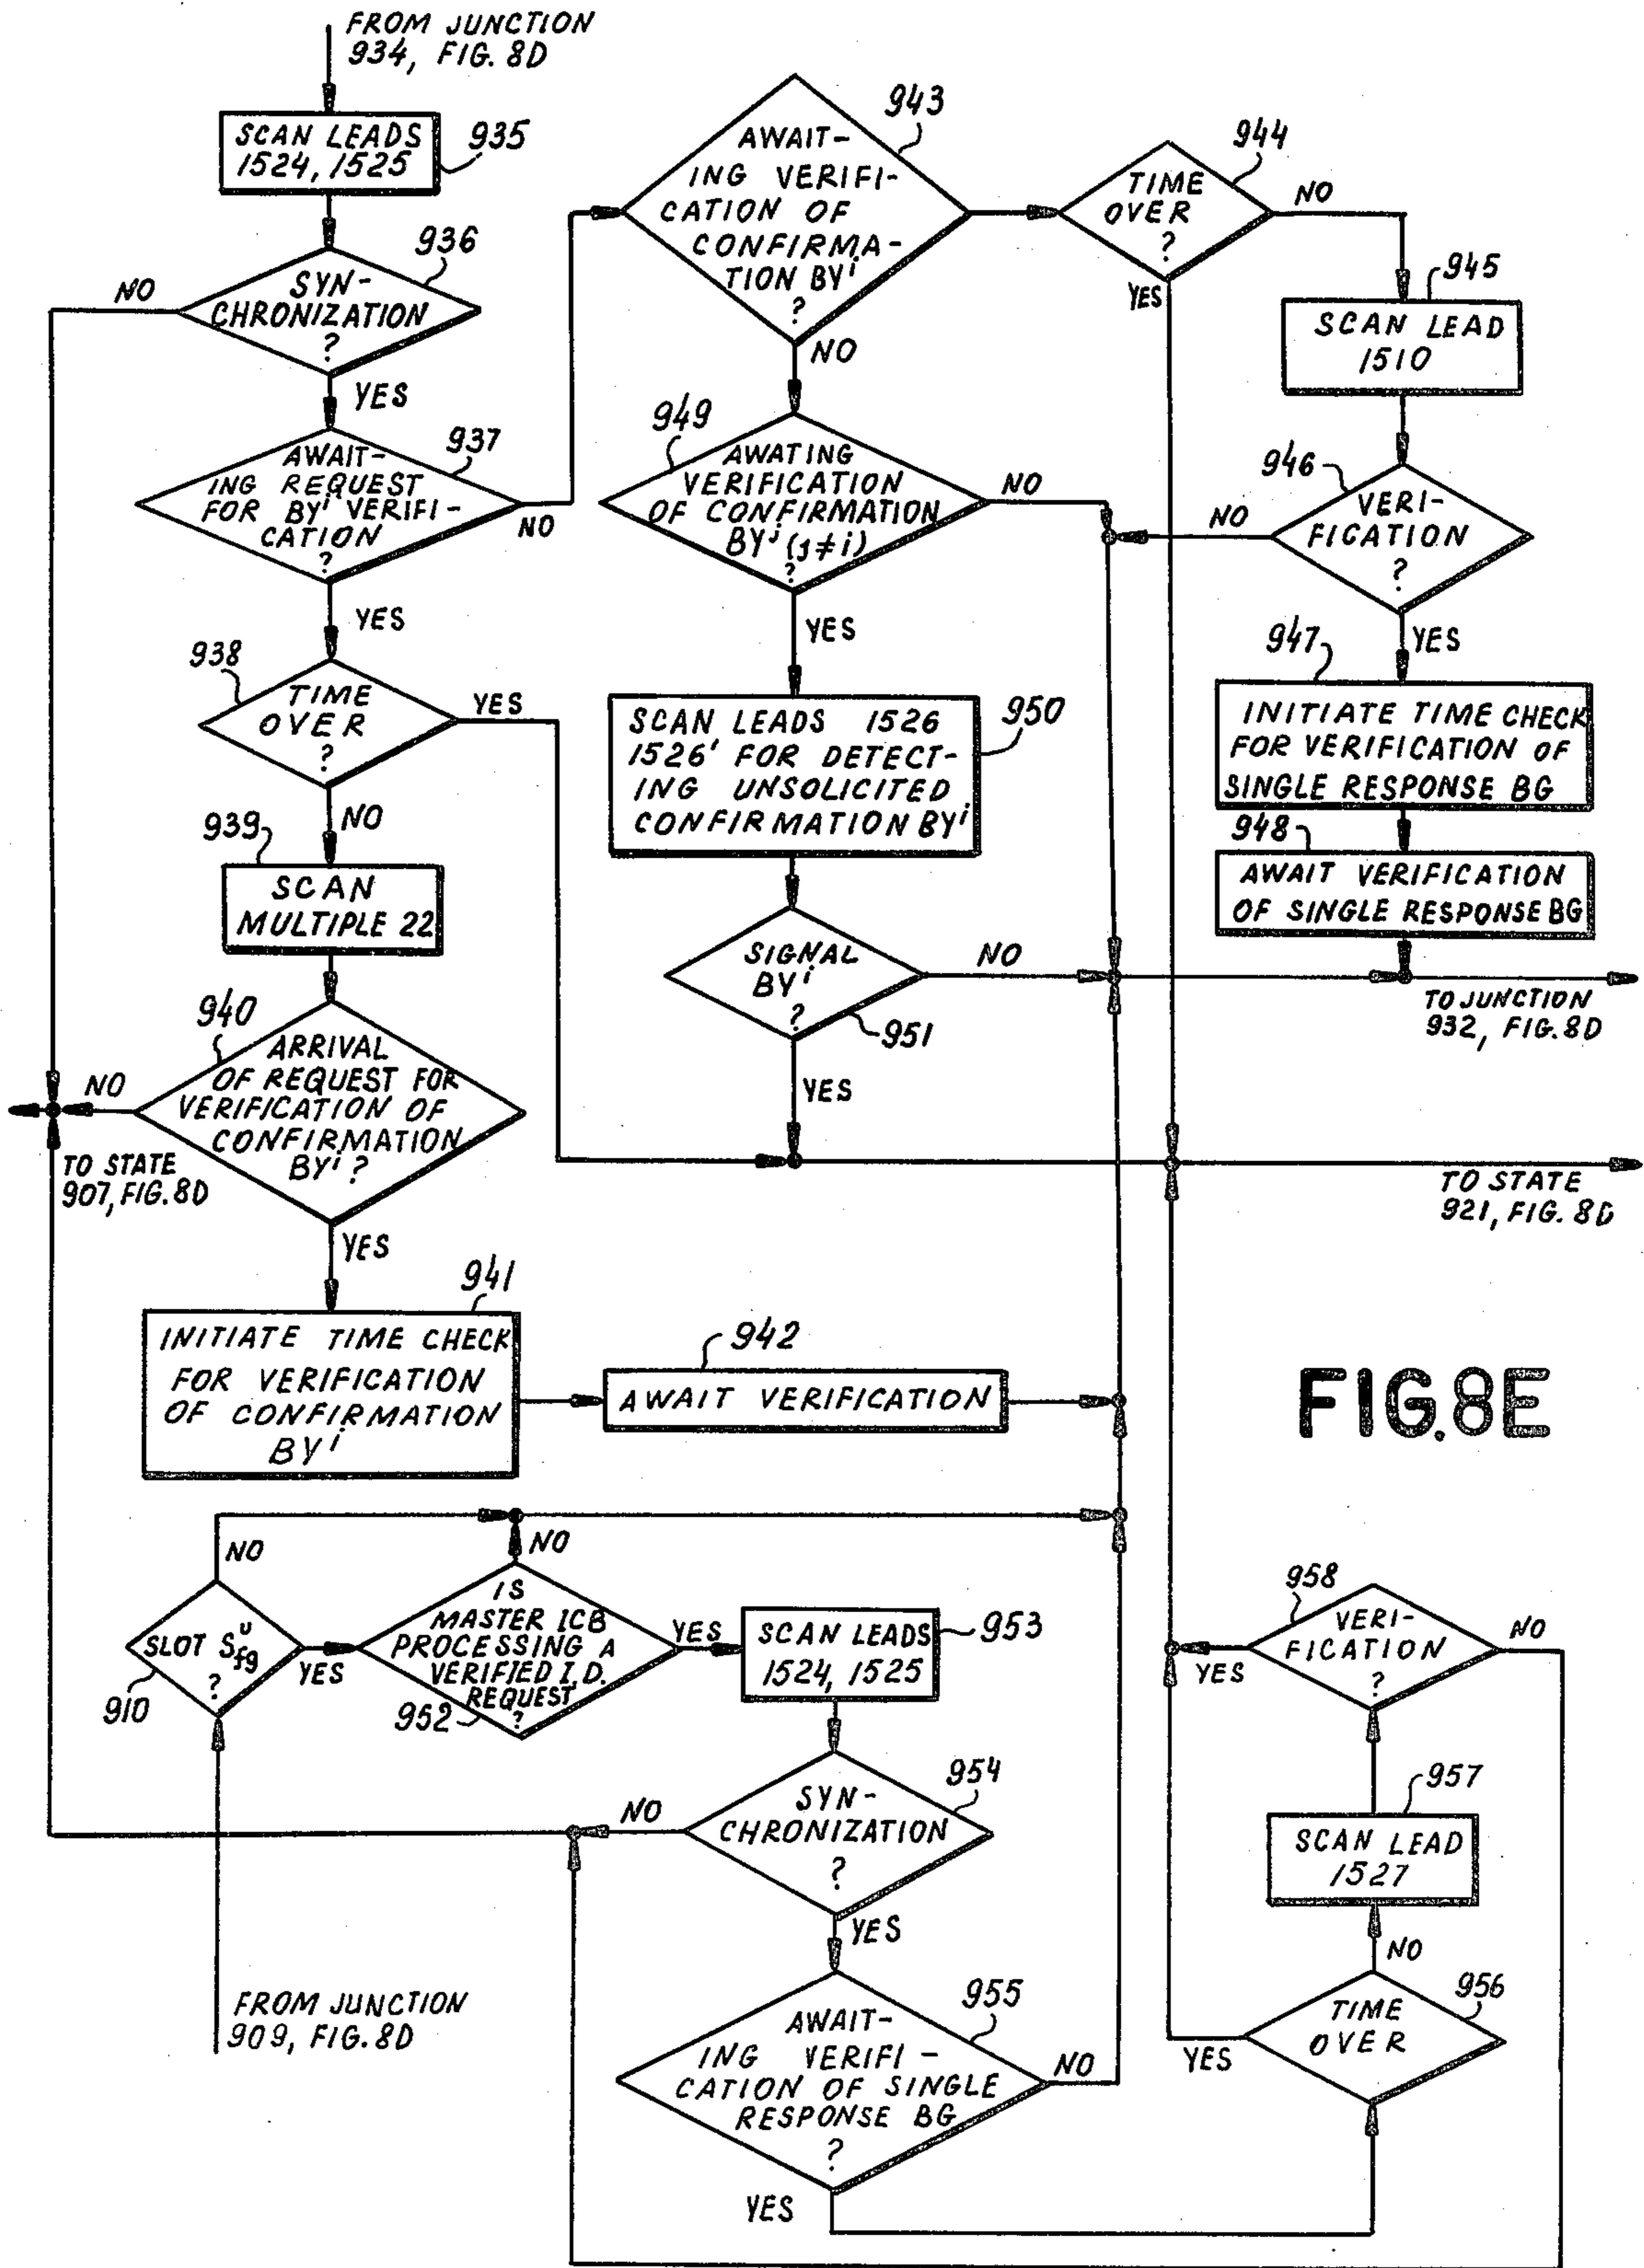 FROM JUNCTION
934, FIG. 8D
SCAN LEADS
1524, 1525
935
936
SYN-
CHRONIZATION
?
NO
YES
937
AWAIT-
ING REQUEST
FOR BYⁱ VERIFI-
CATION
?
NO
YES
938
TIME
OVER
?
YES
NO
939
SCAN
MULTIPLE 22
940
ARRIVAL
OF REQUEST FOR
VERIFICATION OF
CONFIRMATION
BYⁱ ?
NO
TO STATE
907, FIG. 8D
YES
941
INITIATE TIME CHECK
FOR VERIFICATION
OF CONFIRMATION
BYⁱ
942
AWAIT VERIFICATION
943
AWAIT-
ING VERIFI-
CATION OF
CONFIRMA-
TION BYⁱ
?
NO
949
AWATING
VERIFICATION
OF CONFIRMATION
BYʲ (j≠i)
?
NO
YES
950
SCAN LEADS 1526
1526' FOR DETECT-
ING UNSOLICITED
CONFIRMATION BYⁱ
SIGNAL
BYⁱ
?
951
NO
YES
944
TIME
OVER
?
NO
YES
945
SCAN LEAD
1510
946
VERI-
FICATION
?
NO
YES
947
INITIATE TIME CHECK
FOR VERIFICATION OF
SINGLE RESPONSE BG
948
AWAIT VERIFICATION
OF SINGLE RESPONSE BG
TO JUNCTION
932, FIG. 8D
TO STATE
921, FIG. 8D
FIG. 8E
NO
SLOT Sᵘfg
?
910
YES
FROM JUNCTION
909, FIG. 8D
NO
IS
MASTER ICB
PROCESSING A
VERIFIED I.D.
REQUEST
?
952
YES
SCAN LEADS
1524, 1525
953
954
SYN-
CHRONIZATION
?
NO
YES
955
AWAIT-
ING VERIFI-
CATION OF SINGLE
RESPONSE BG
?
NO
YES
958
VERI-
FICATION
?
YES
NO
957
SCAN LEAD
1527
NO
956
TIME
OVER
YES